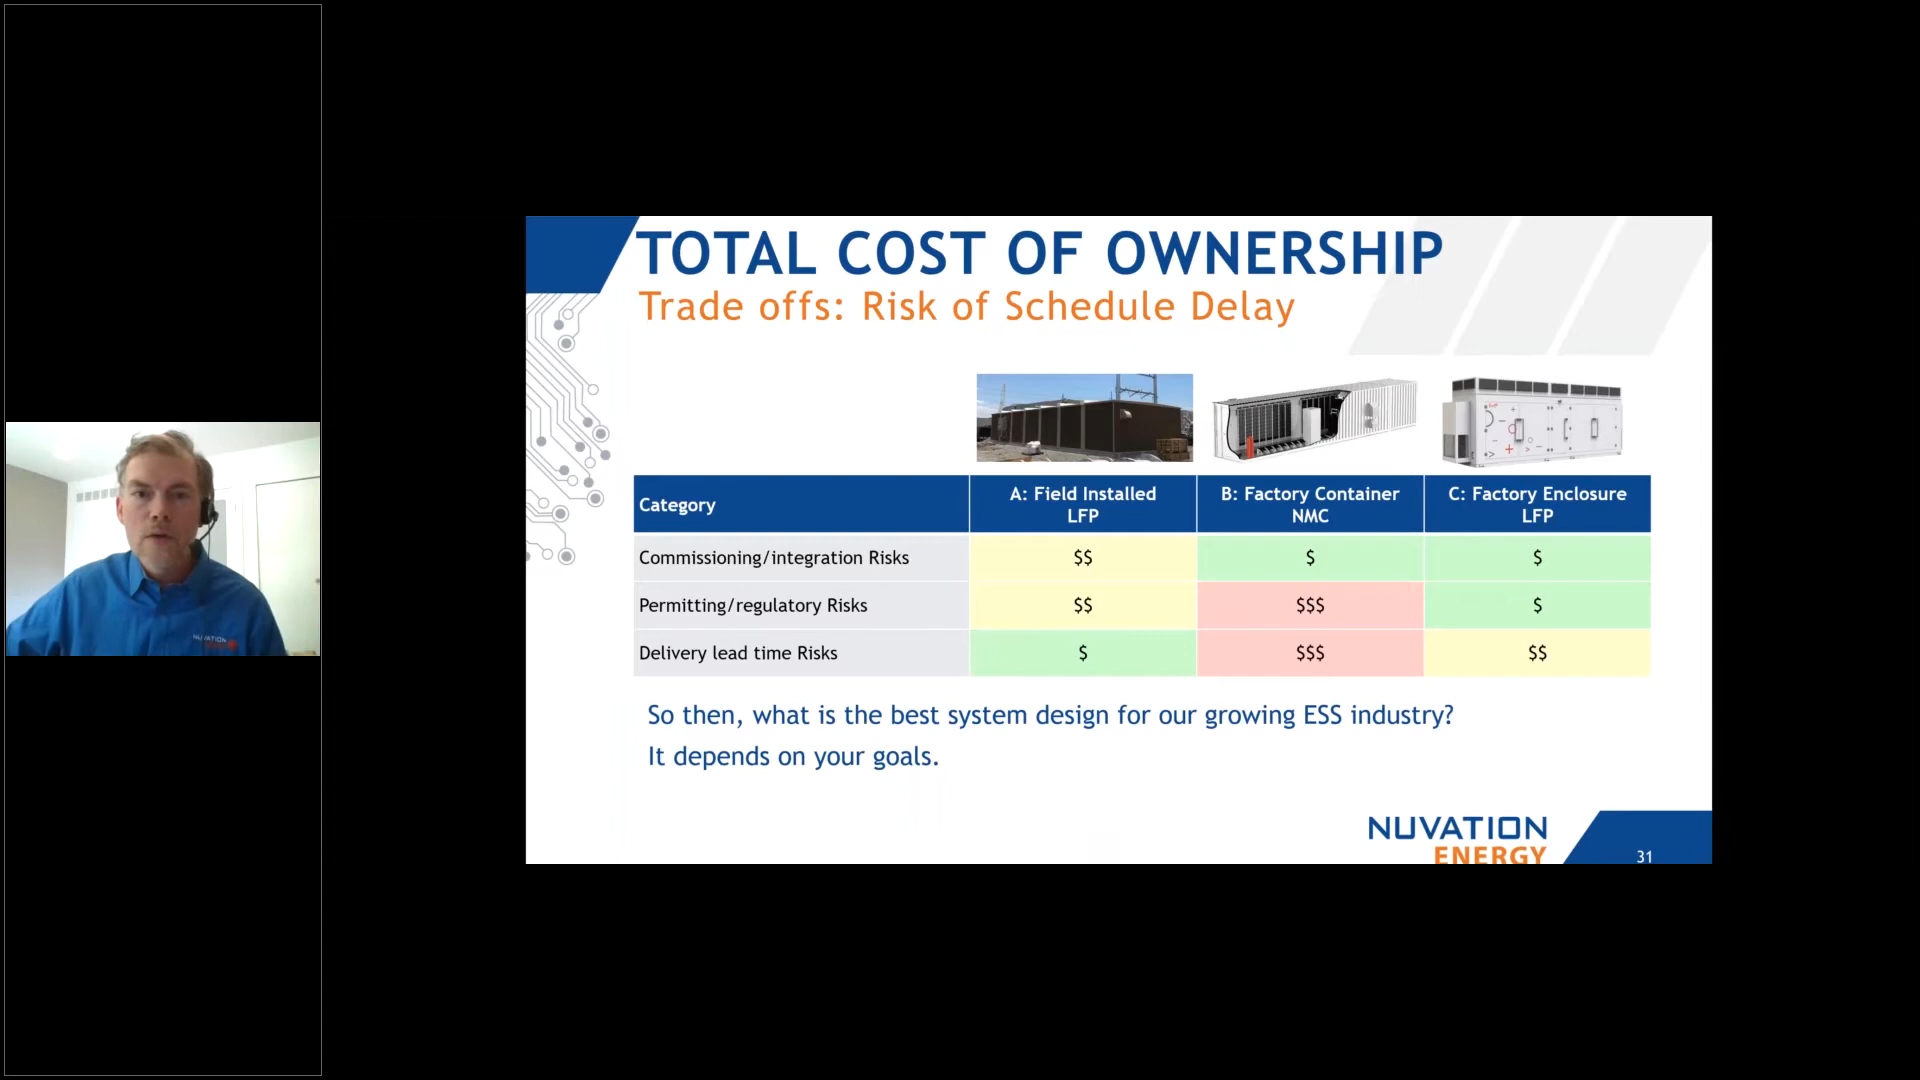 TOTAL COST OF OWNERSHIP
Trade offs: Risk of Schedule Delay
Category
A: Field Installed
LFP
B: Factory Container
NMC
C: Factory Enclosure
LFP
Commissioning/integration Risks
$$
$
$
Permitting/regulatory Risks
$$
$$$
$
Delivery lead time Risks
$
$$$
$$
So then, what is the best system design for our growing ESS industry?
It depends on your goals.
NUVATION
ENERGY
31
NUVATION